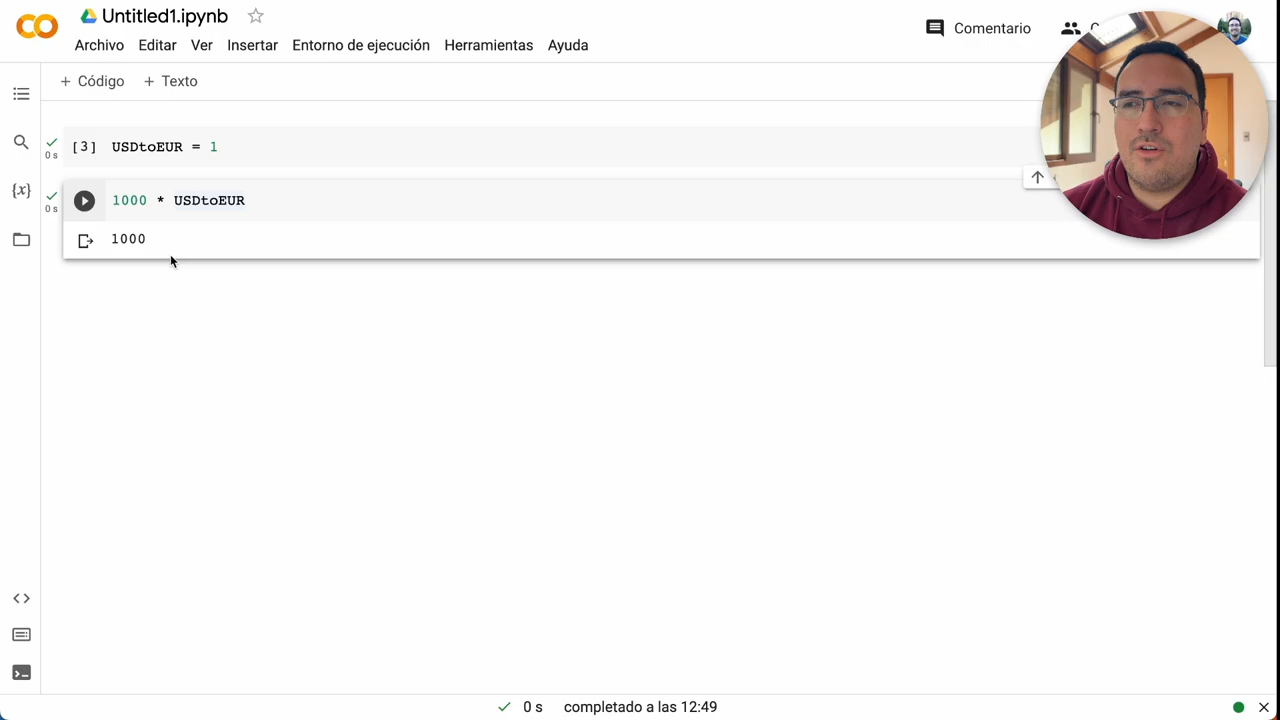 Untitled1.ipynb
Comentario
Archivo Editar Ver Insertar Entorno de ejecución Herramientas Ayuda
+ Código + Texto
[3] USDtoEUR = 1
0 s
1000 * USDtoEUR
0 s
{x}
1000
0 s completado a las 12:49